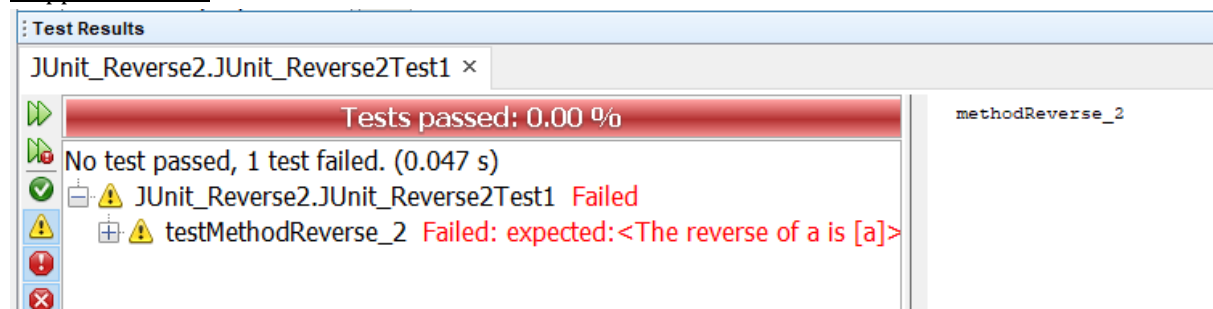 Test Results
JUnit_Reverse2.JUnit_Reverse2Test1 ×
Tests passed: 0.00 %
methodReverse_2
No test passed, 1 test failed. (0.047 s)
JUnit_Reverse2.JUnit_Reverse2Test1 Failed
testMethodReverse_2 Failed: expected:<The reverse of a is [a]>